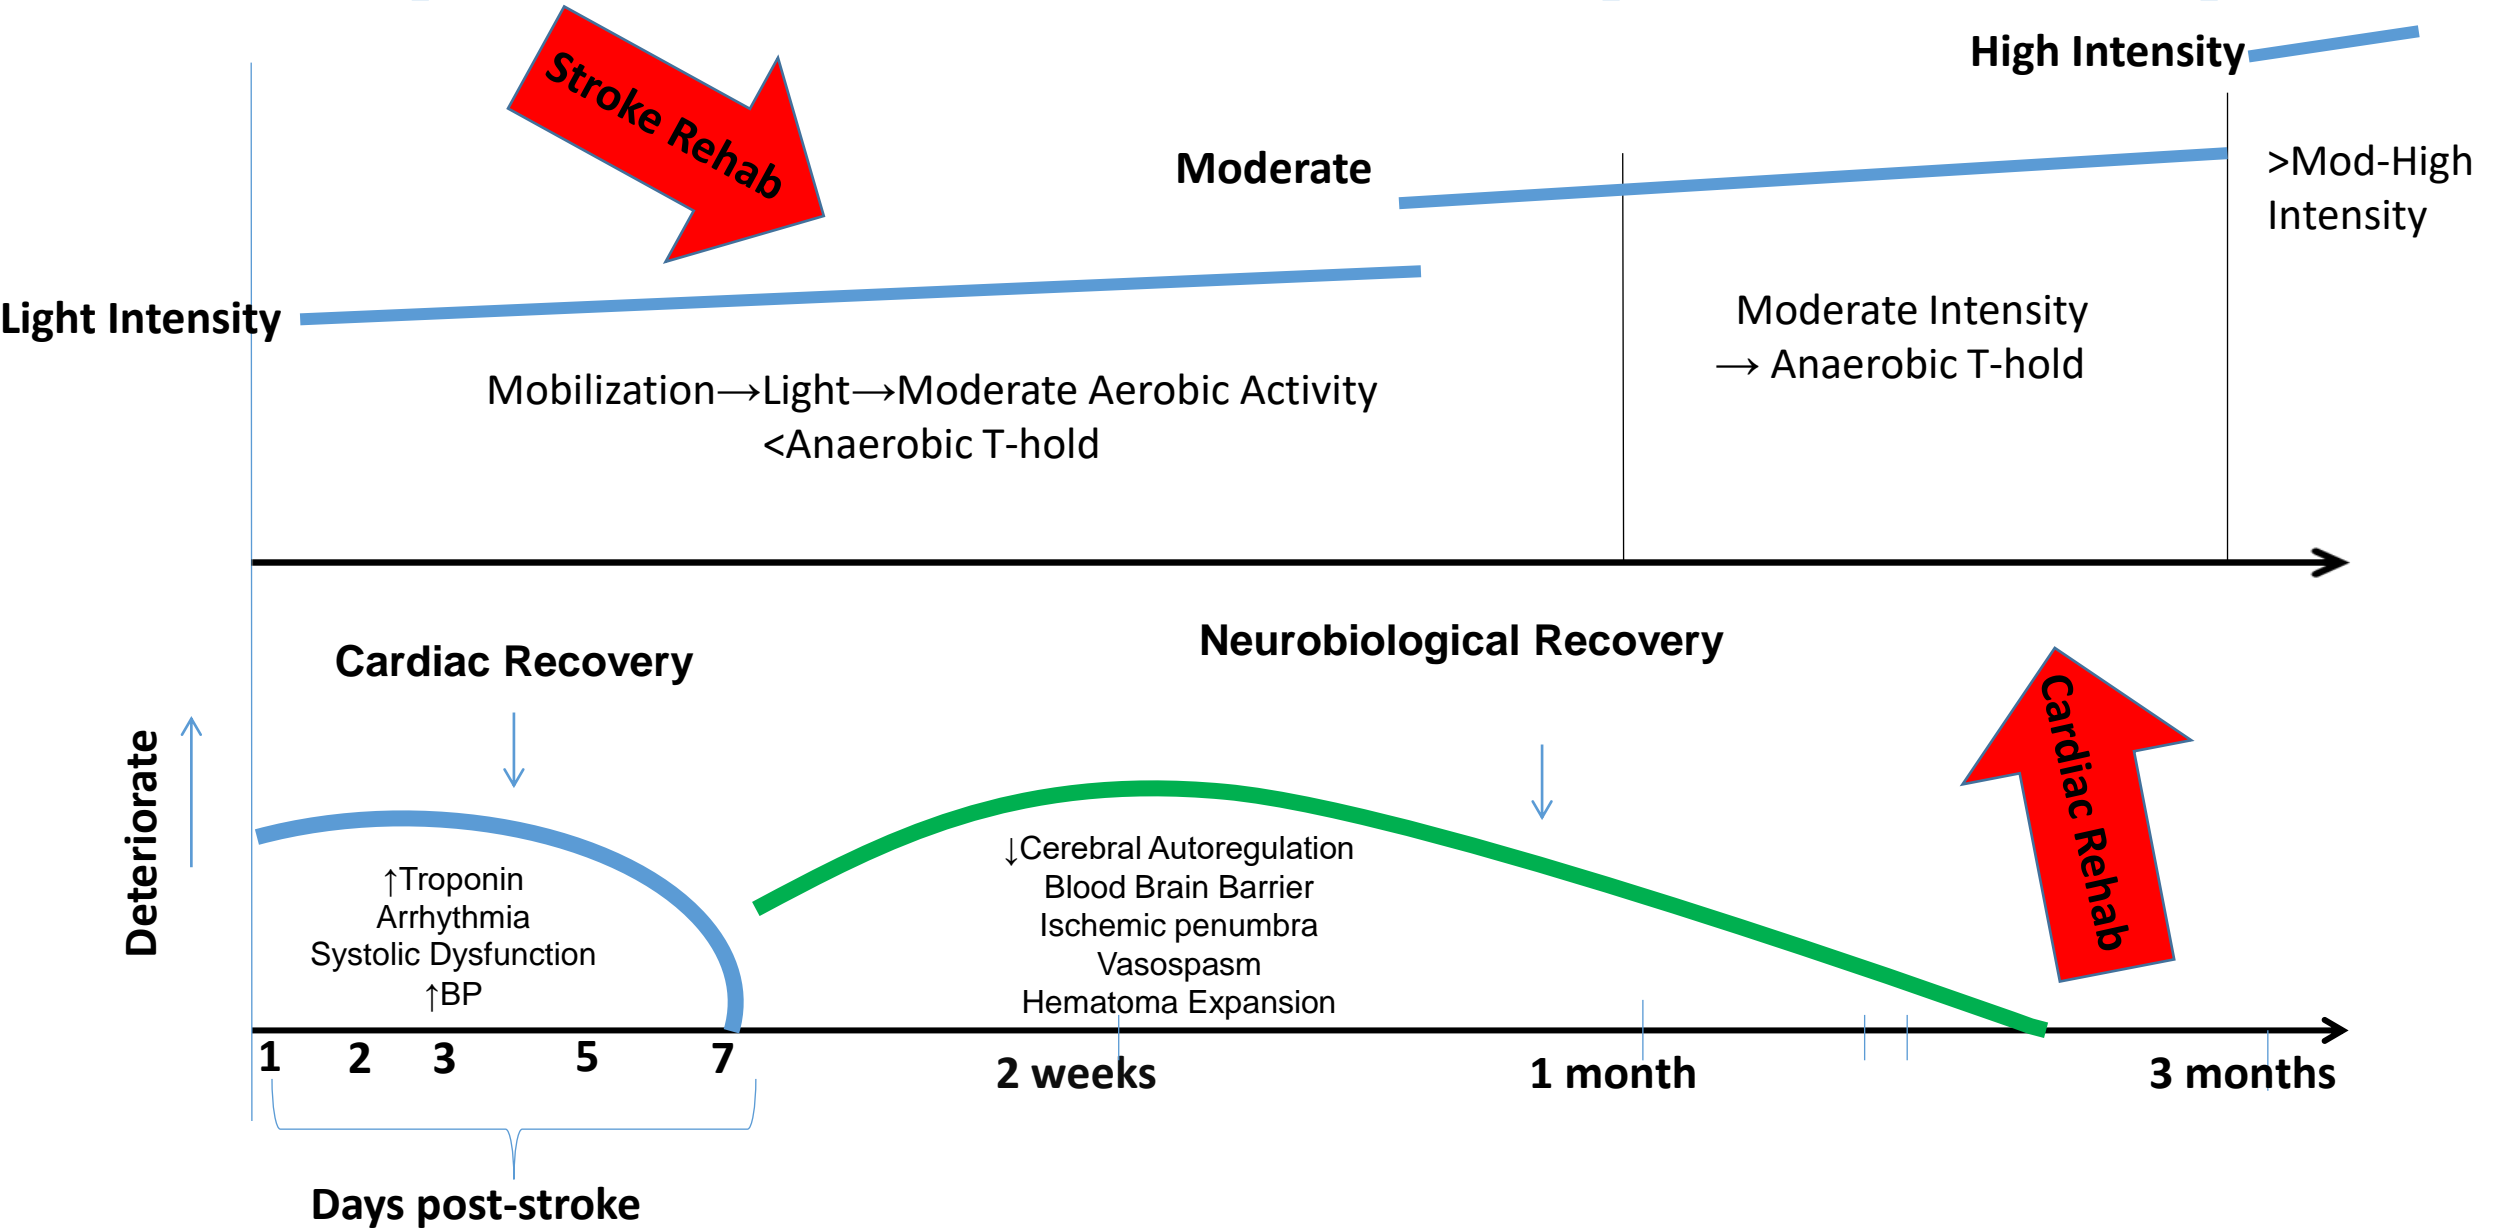 High Intensity
Stroke Rehab
Moderate
>Mod-High
Intensity
Light Intensity
Moderate Intensity
→ Anaerobic T-hold
Mobilization→Light→Moderate Aerobic Activity
<Anaerobic T-hold
Cardiac Recovery
Neurobiological Recovery
Cardiac Rehab
Deteriorate
↑Troponin
Arrhythmia
Systolic Dysfunction
↑BP
↓Cerebral Autoregulation
Blood Brain Barrier
Ischemic penumbra
Vasospasm
Hematoma Expansion
1 2 3 5 7 2 weeks 1 month 3 months
Days post-stroke